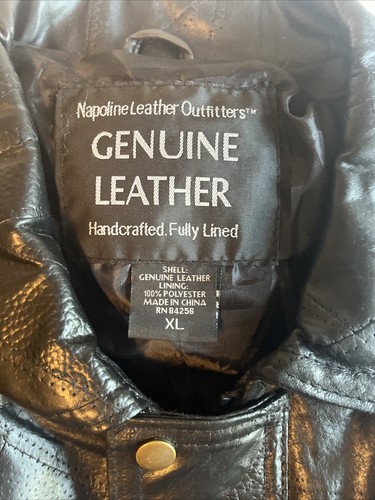 Napoline Leather Outfitters™
GENUINE
LEATHER
Handcrafted. Fully Lined
SHELL:
GENUINE LEATHER
LINING:
100% POLYESTER
MADE IN CHINA
RN 84256
XL